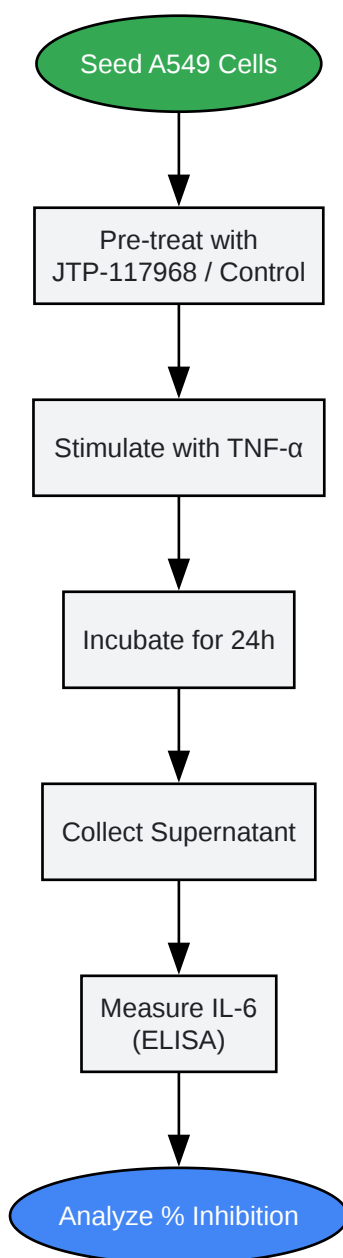 Seed A549 Cells
Pre-treat with
JTP-117968 / Control
Stimulate with TNF-α
Incubate for 24h
Collect Supernatant
Measure IL-6
(ELISA)
Analyze % Inhibition